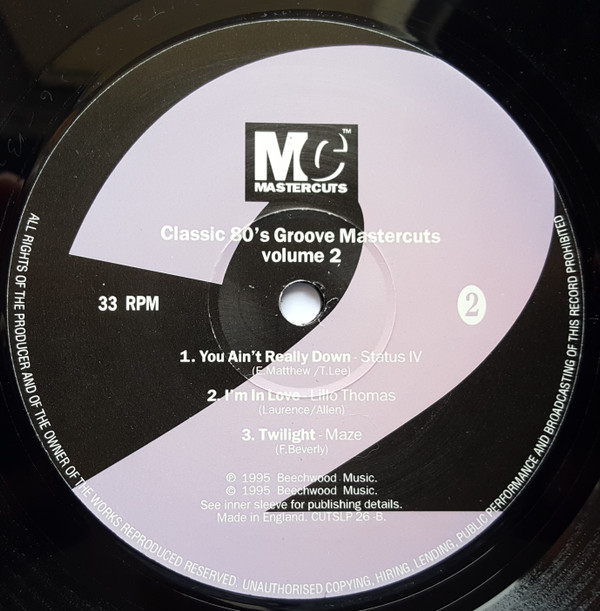 MC™
MASTERCUTS
Classic 80's Groove Mastercuts
volume 2
33 RPM
2
1. You Ain't Really Down - Status IV
(E.Matthew /T.Lee)
2. I'm In Love - Lillo Thomas
(Laurence/Allen)
3. Twilight - Maze
(F.Beverly)
℗ 1995 Beechwood Music.
© 1995 Beechwood Music.
See inner sleeve for publishing details.
Made in England. CUTSLP 26 -B.
ALL RIGHTS OF THE PRODUCER AND OF THE OWNER OF THE WORKS REPRODUCED RESERVED. UNAUTHORISED COPYING, HIRING, LENDING, PUBLIC PERFORMANCE AND BROADCASTING OF THIS RECORD PROHIBITED